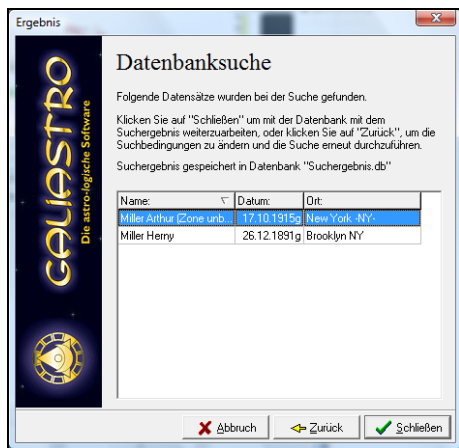 Ergebnis
GALIASTRO
Die astro-logische Software
Datenbanksuche
Folgende Datensätze wurden bei der Suche gefunden.
Klicken Sie auf "Schließen" um mit der Datenbank mit dem
Suchergebnis weiterzuarbeiten, oder klicken Sie auf "Zurück", um die
Suchbedingungen zu ändern und die Suche erneut durchzuführen.
Suchergebnis gespeichert in Datenbank "Suchergebnis.db"
Name: Datum: Ort:
Miller Arthur (Zone unb... 17.10.1915g New York -NY-
Miller Herny 26.12.1891g Brooklyn NY
Abbruch Zurück Schließen